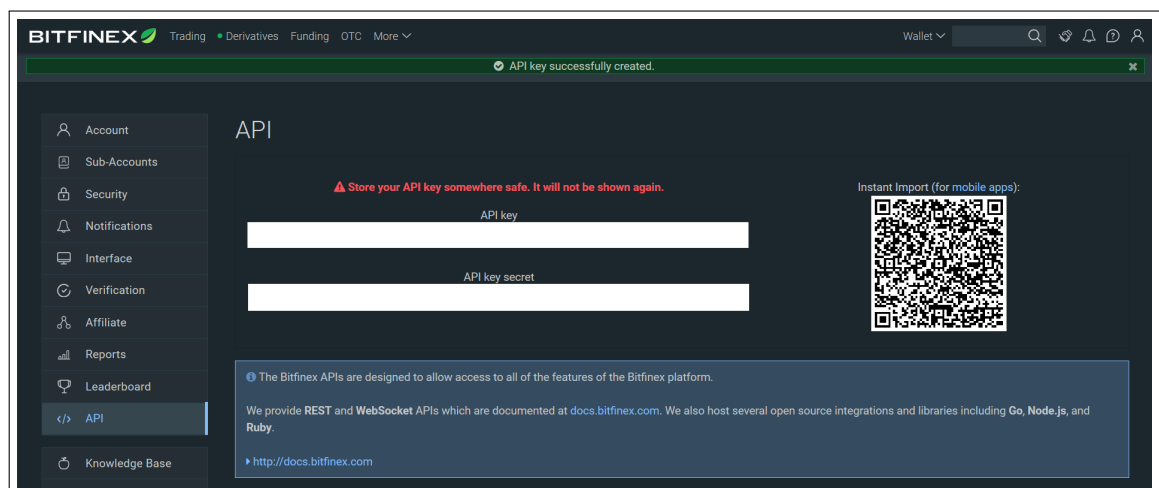 BITFINEX Trading Derivatives Funding OTC More Wallet
API key successfully created.
Account
Sub-Accounts
Security
Notifications
Interface
Verification
Affiliate
Reports
Leaderboard
</> API
Knowledge Base
API
Store your API key somewhere safe. It will not be shown again.
API key
API key secret
Instant Import (for mobile apps):
The Bitfinex APIs are designed to allow access to all of the features of the Bitfinex platform.
We provide REST and WebSocket APIs which are documented at docs.bitfinex.com. We also host several open source integrations and libraries including Go, Node.js, and
Ruby.
http://docs.bitfinex.com